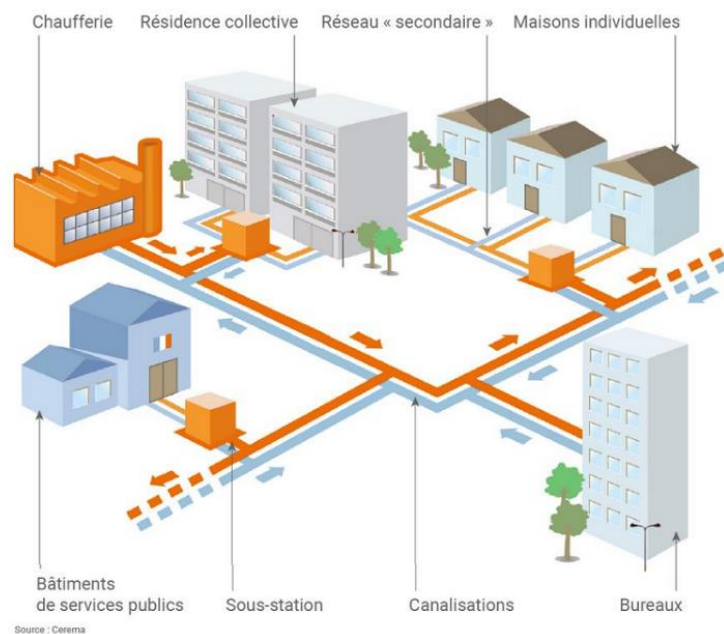 Chaufferie
Résidence collective
Réseau « secondaire »
Maisons individuelles
Bâtiments
de services publics
Sous-station
Canalisations
Bureaux
Source : Cerema